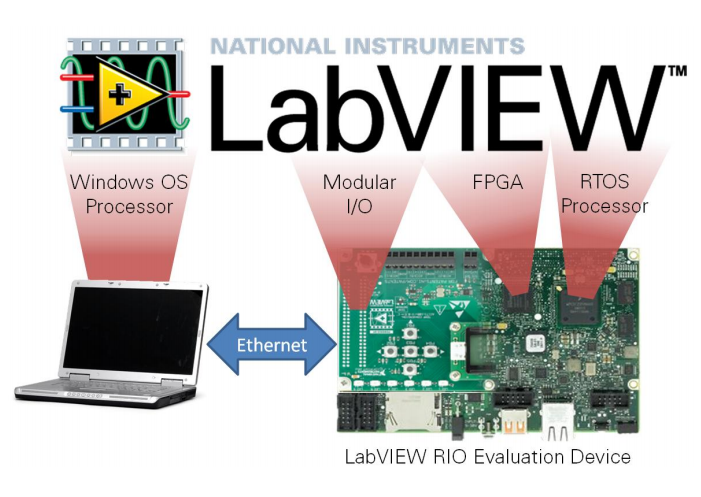 NATIONAL INSTRUMENTS
LabVIEW™
Windows OS
Processor
Modular
I/O
FPGA
RTOS
Processor
Ethernet
LabVIEW RIO Evaluation Device